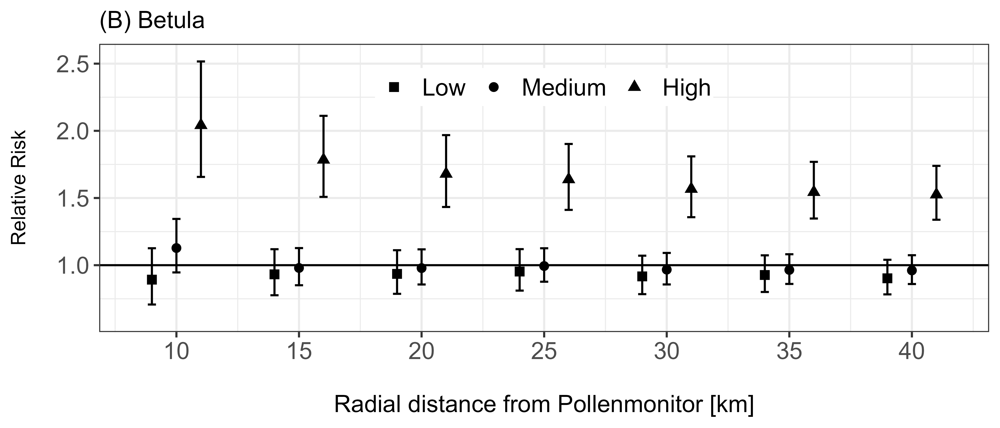 (B) Betula
2.5
2.0
1.5
1.0
Relative Risk
Low Medium High
10 15 20 25 30 35 40
Radial distance from Pollenmonitor [km]